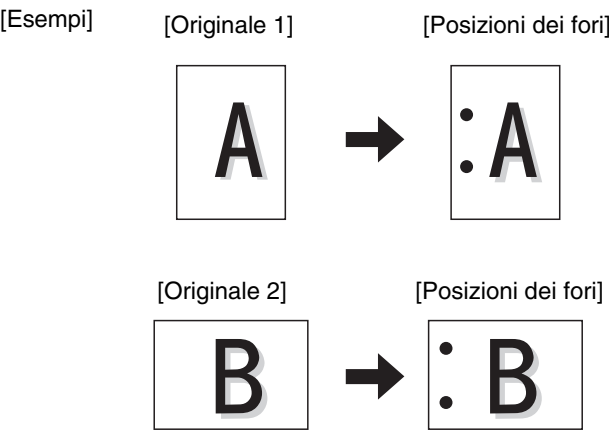 [Esempi]
[Originale 1]
[Posizioni dei fori]
A
A
[Originale 2]
[Posizioni dei fori]
B
B